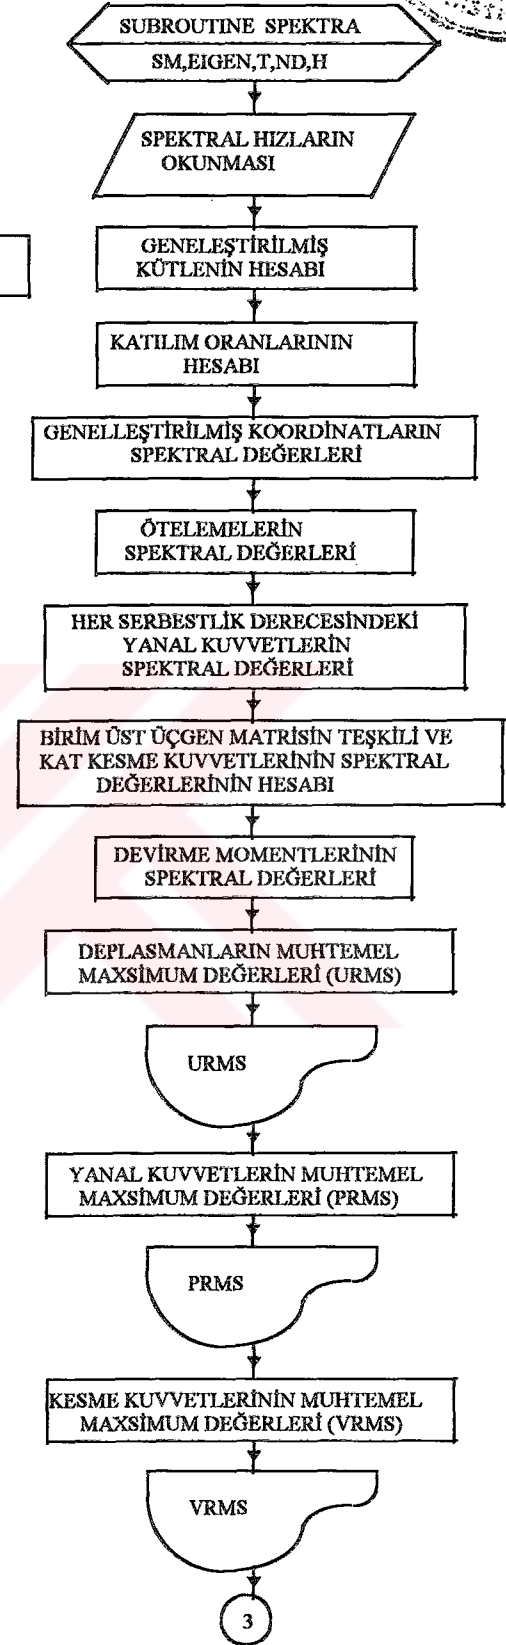 SUBROUTINE SPEKTRA
SM,EIGEN,T,ND,H
SPEKTRAL HIZLARIN
OKUNMASI
GENELEŞTİRİLMİŞ
KÜTLENİN HESABI
KATILIM ORANLARININ
HESABI
GENELLEŞTİRİLMİŞ KOORDİNATLARIN
SPEKTRAL DEĞERLERİ
ÖTELEMELERİN
SPEKTRAL DEĞERLERİ
HER SERBESTLİK DERECESİNDEKİ
YANAL KUVVETLERİN
SPEKTRAL DEĞERLERİ
BİRİM ÜST ÜÇGEN MATRİSİN TEŞKİLİ VE
KAT KESME KUVVETLERİNİN SPEKTRAL
DEĞERLERİNİN HESABI
DEVİRME MOMENTLERİNİN
SPEKTRAL DEĞERLERİ
DEPLASMANLARIN MUHTEMEL
MAXSİMUM DEĞERLERİ (URMS)
URMS
YANAL KUVVETLERİN MUHTEMEL
MAXSİMUM DEĞERLERİ (PRMS)
PRMS
KESME KUVVETLERİNİN MUHTEMEL
MAXSİMUM DEĞERLERİ (VRMS)
VRMS
3